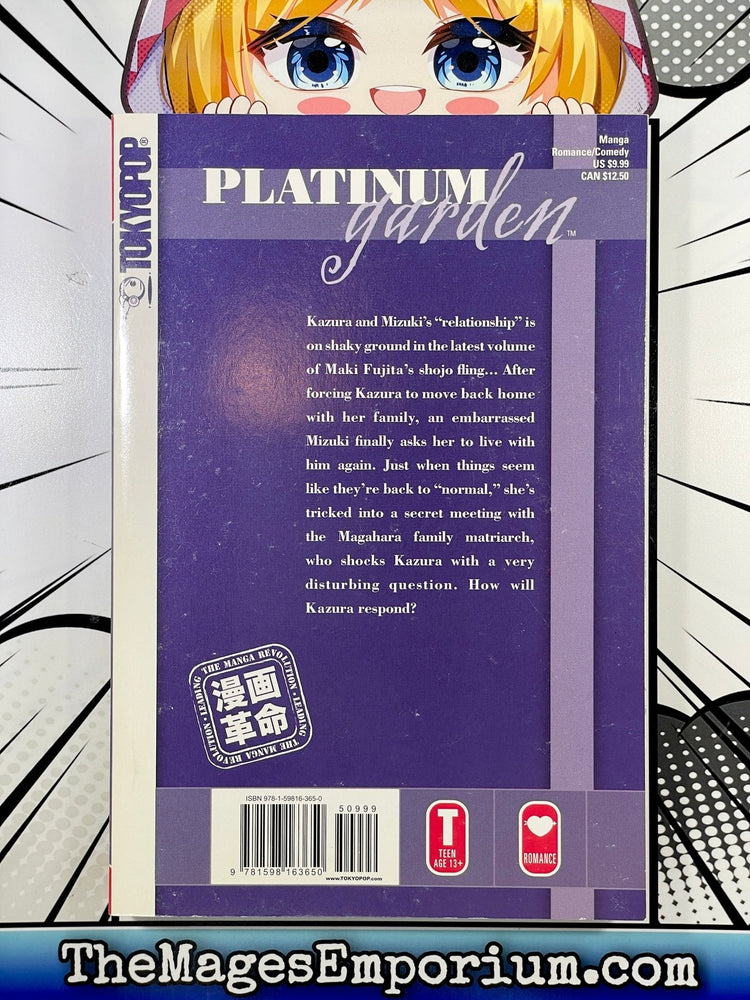 TOKYOPOP®
Manga
Romance/Comedy
US $9.99
CAN $12.50
PLATINUM
garden™
Kazura and Mizuki's “relationship” is
on shaky ground in the latest volume
of Maki Fujita's shojo fling... After
forcing Kazura to move back home
with her family, an embarrassed
Mizuki finally asks her to live with
him again. Just when things seem
like they're back to “normal,” she's
tricked into a secret meeting with
the Magahara family matriarch,
who shocks Kazura with a very
disturbing question. How will
Kazura respond?
LEADING • THE MANGA REVOLUTION • LEADING THE MANGA REVOLUTION •
漫画
革命
ISBN 978-1-59816-365-0
50999
9 781598 163650
www.TOKYOPOP.com
T
TEEN
AGE 13+
ROMANCE
TheMagesEmporium.com